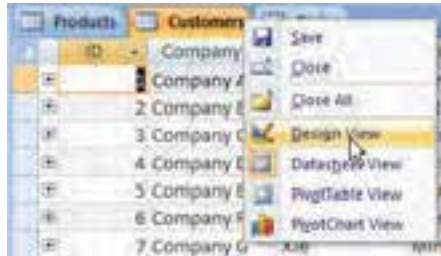 Products Customers
ID Company
Company A
2 Company
3 Company C
4 Company
5 Company
6 Company F
7 Company G
Save
Close
Close All
Design View
Datasheet View
PivotTable View
PivotChart View